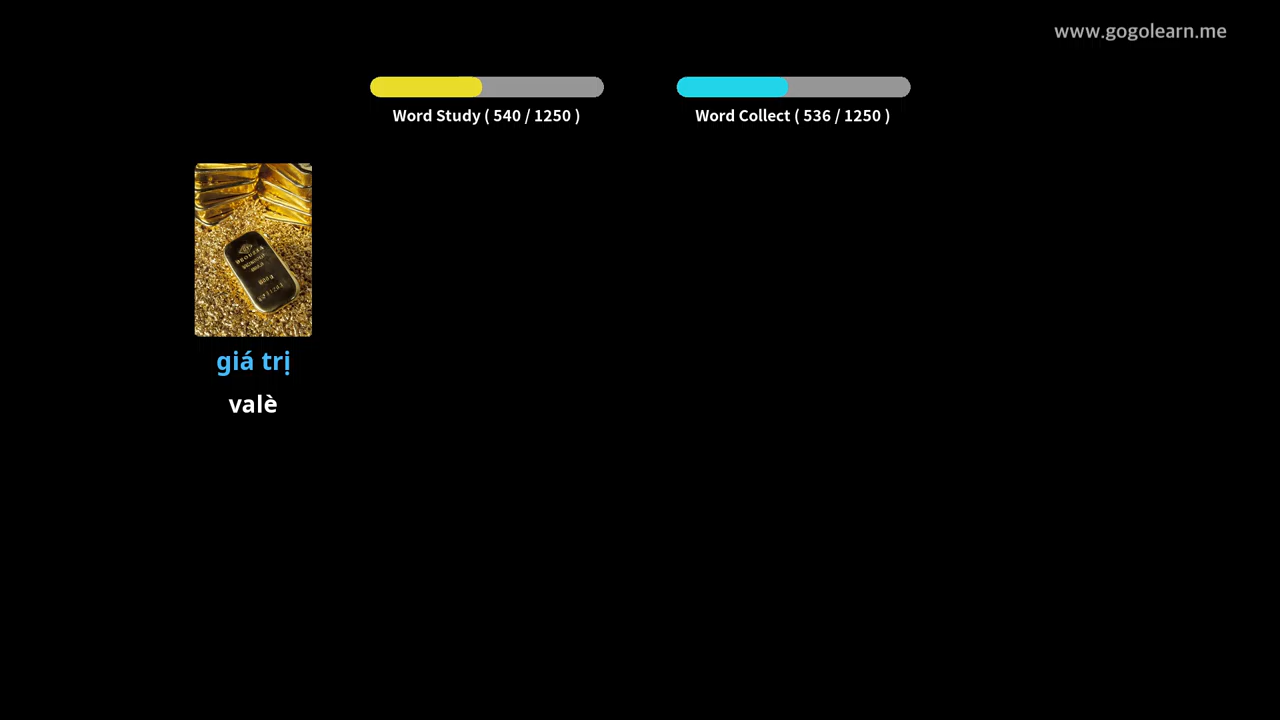 www.gogolearn.me
Word Study ( 540 / 1250 )
Word Collect ( 536 / 1250 )
giá trị
valè